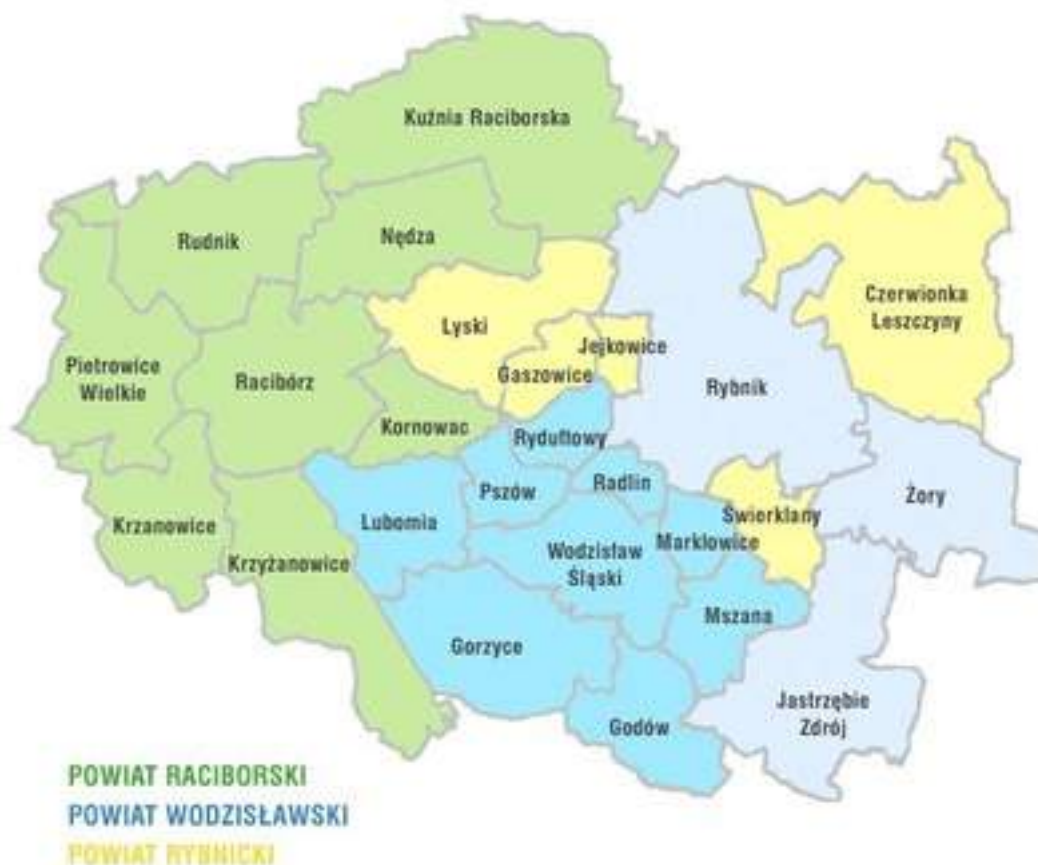 Kuźnia Raciborska
Rudnik
Nędza
Czerwionka
Leszczyny
Lyski
Jejkowice
Gaszowice
Pietrowice
Wielkie
Racibórz
Rybnik
Kornowac
Rydułtowy
Pszów
Radlin
Żory
Krzanowice
Lubomia
Świerklany
Marklowice
Wodzisław
Śląski
Krzyżanowice
Mszana
Gorzyce
Jastrzębie
Zdrój
Godów
POWIAT RACIBORSKI
POWIAT WODZISŁAWSKI
POWIAT RYBNICKI